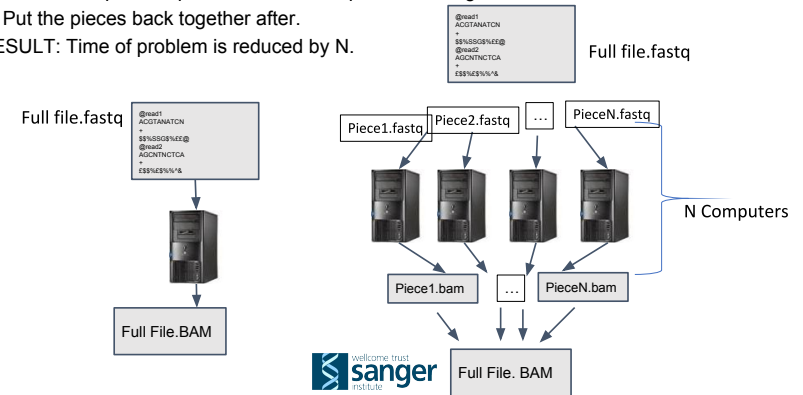 Put the pieces back together after.
ESULT: Time of problem is reduced by N.
@read1
ACGTANATCN
+
$$%SSG$%££@
@read2
AGCNTNCTCA
+
£$$%£$%%^&
Full file.fastq
Full file.fastq
@read1
ACGTANATCN
+
$$%SSG$%££@
@read2
AGCNTNCTCA
+
£$$%£$%%^&
Piece1.fastq
Piece2.fastq
...
PieceN.fastq
N Computers
Piece1.bam
...
PieceN.bam
Full File.BAM
wellcome trust
sanger
institute
Full File. BAM